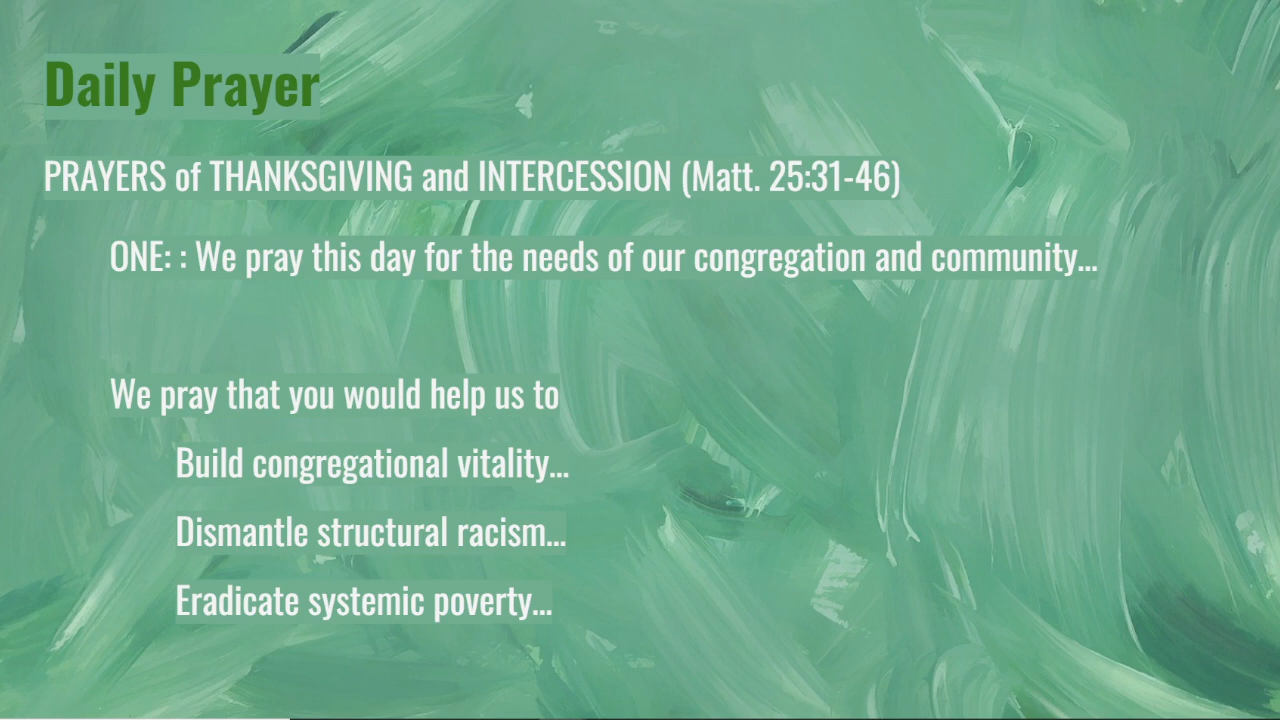 Daily Prayer
PRAYERS of THANKSGIVING and INTERCESSION (Matt. 25:31-46)
ONE: : We pray this day for the needs of our congregation and community...
We pray that you would help us to
Build congregational vitality...
Dismantle structural racism...
Eradicate systemic poverty...